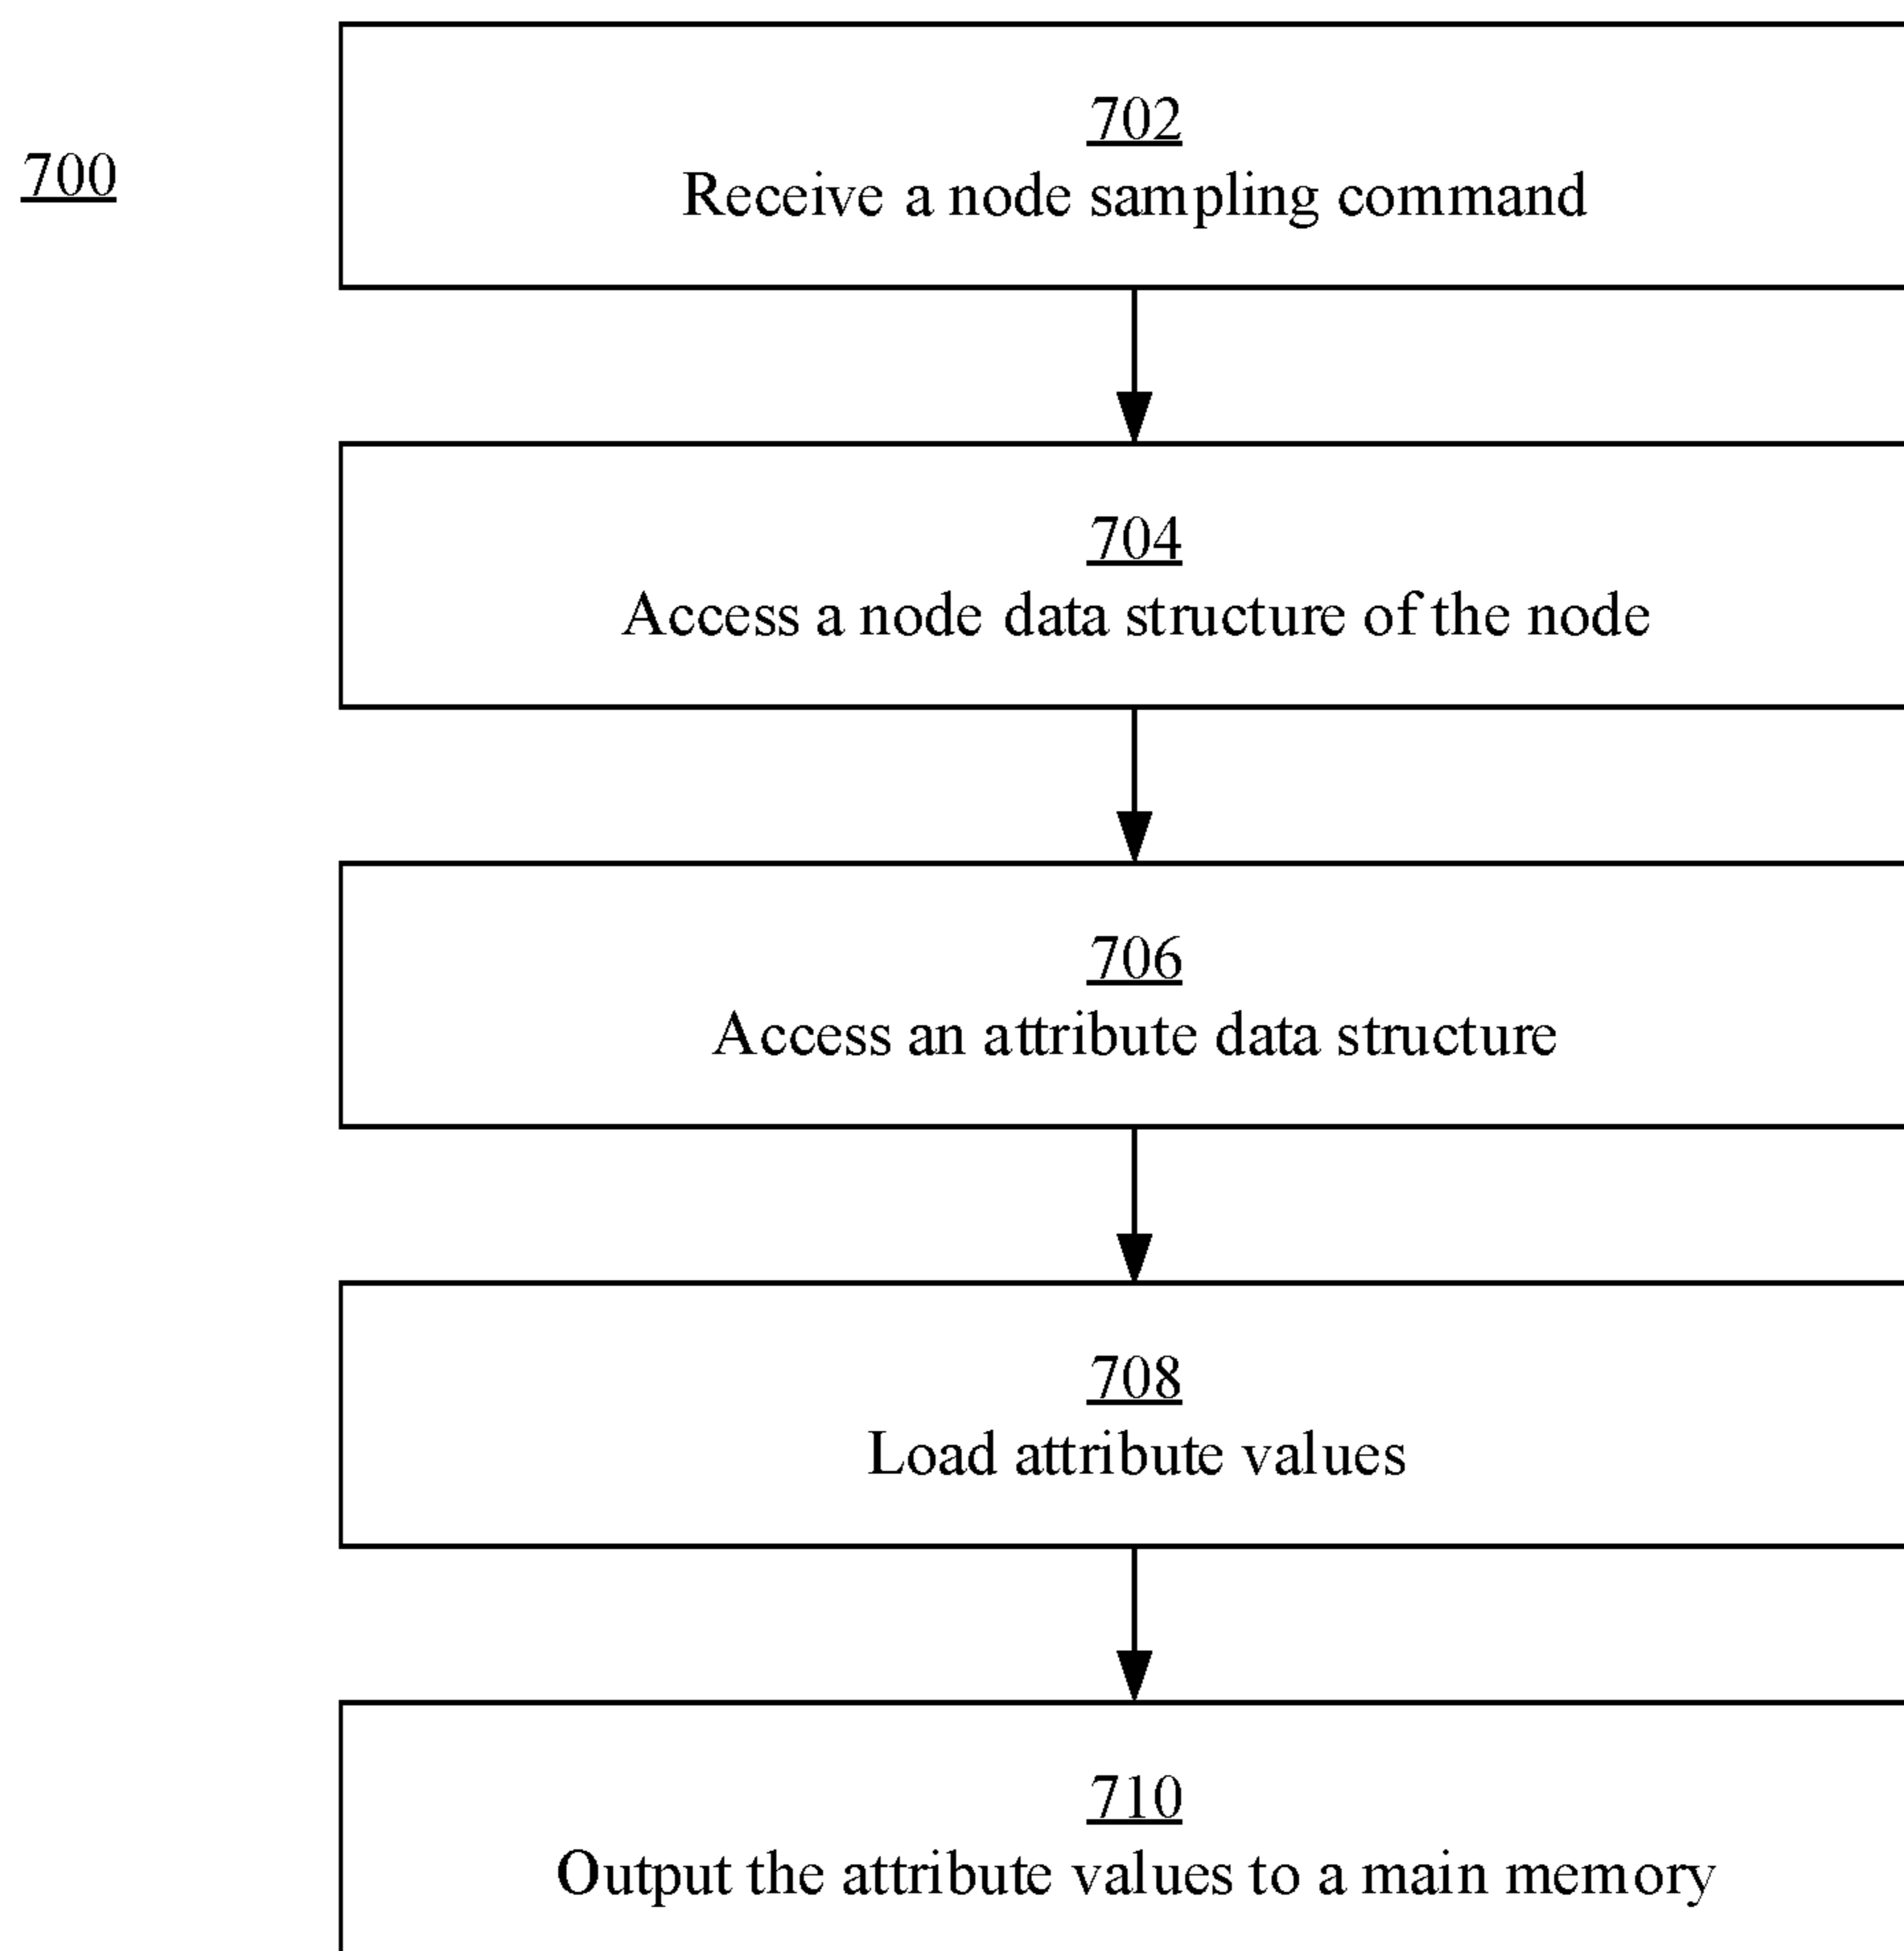 700
702
Receive a node sampling command
704
Access a node data structure of the node
706
Access an attribute data structure
708
Load attribute values
710
Output the attribute values to a main memory